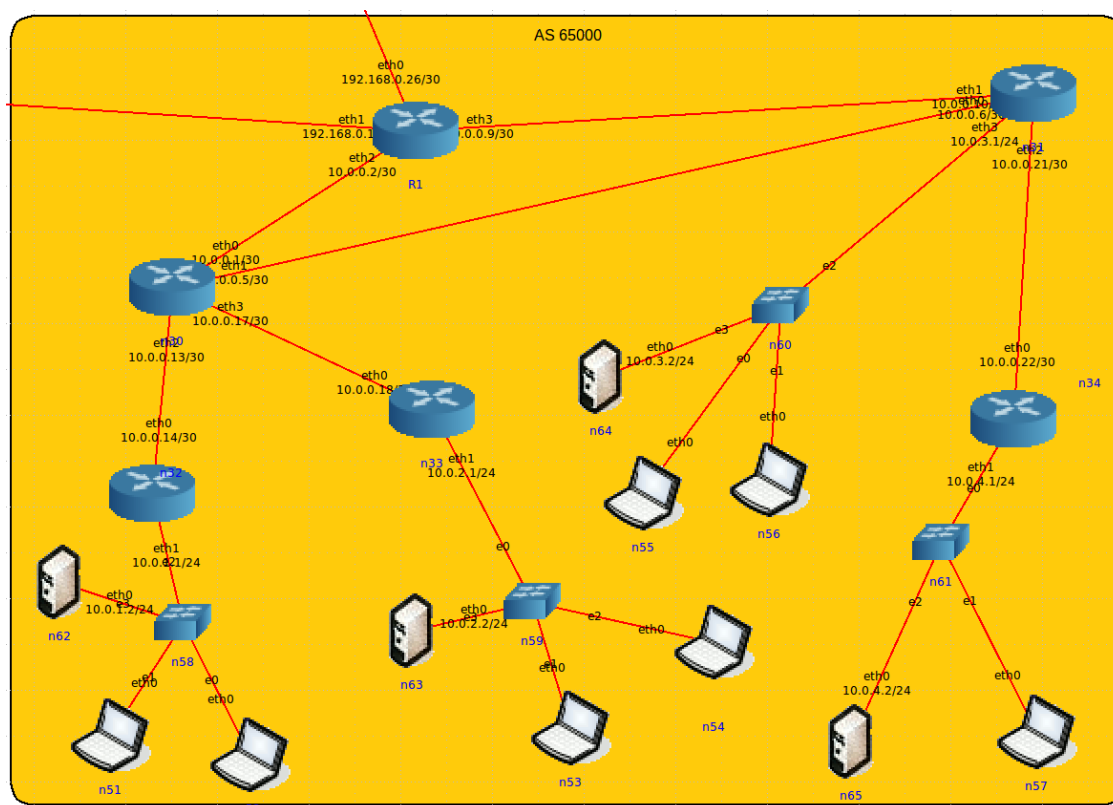 AS 65000
eth0
192.168.0.26/30
eth1
192.168.0.1
eth3
.0.0.9/30
eth2
10.0.0.2/30
R1
eth1
eth0
10.0.0.6/30
eth3
10.0.3.1/24
n31
eth2
10.0.0.21/30
eth0
10.0.0.1/30
eth1
.0.0.5/30
eth3
10.0.0.17/30
n30
eth2
10.0.0.13/30
e2
n60
e3
e0
e1
eth0
10.0.3.2/24
n64
eth0
eth0
n55
n56
eth0
10.0.0.22/30
n34
eth0
10.0.0.18/
n33
eth1
10.0.2.1/24
eth0
10.0.0.14/30
n32
eth1
10.0.4.1/24
e0
n61
e2
e1
eth1
e2
eth0
10.0.1.2/24
e3
n62
n58
e1
eth0
e0
eth0
n51
e0
eth0
e3
10.0.2.2/24
n59
e2
eth0
e1
eth0
n63
n53
n54
eth0
10.0.4.2/24
eth0
n65
n57